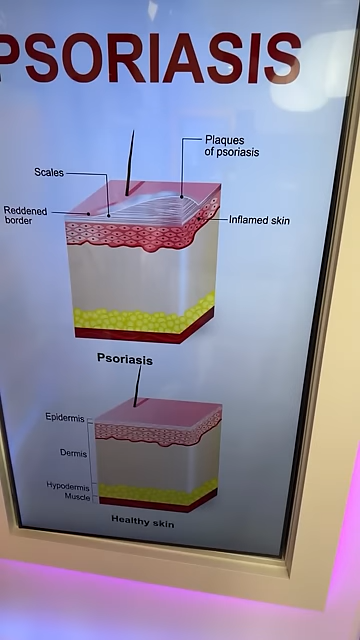 PSORIASIS
Plaques
of psoriasis
Scales
Reddened
border
Inflamed skin
Psoriasis
Epidermis
Dermis
Hypodermis
Muscle
Healthy skin